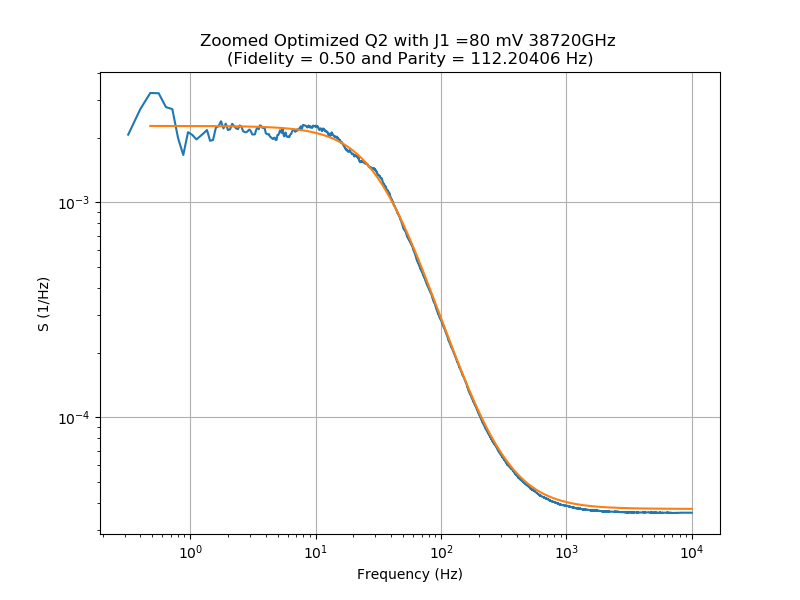 Zoomed Optimized Q2 with J1 =80 mV 38720GHz
(Fidelity = 0.50 and Parity = 112.20406 Hz)
S (1/Hz)
10⁻³
10⁻⁴
10⁰ 10¹ 10² 10³ 10⁴
Frequency (Hz)